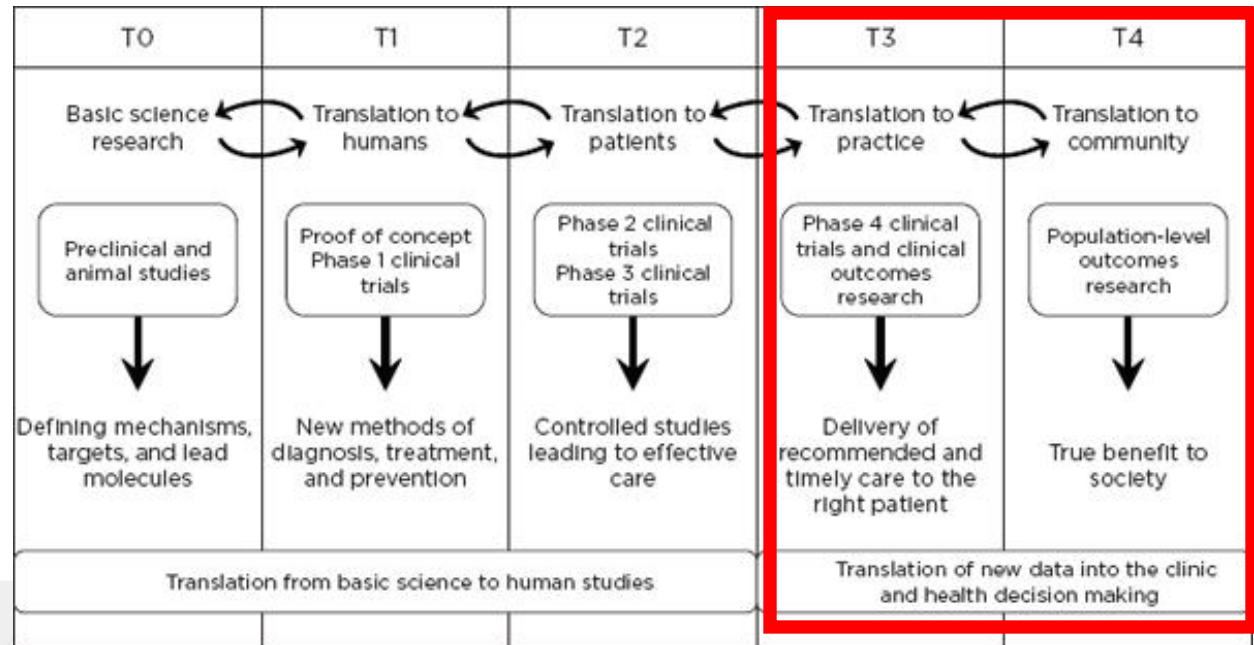 T0
T1
T2
T3
T4
Basic science
research
Translation to
humans
Translation to
patients
Translation to
practice
Translation to
community
Preclinical and
animal studies
Proof of concept
Phase 1 clinical
trials
Phase 2 clinical
trials
Phase 3 clinical
trials
Phase 4 clinical
trials and clinical
outcomes
research
Population-level
outcomes
research
Defining mechanisms,
targets, and lead
molecules
New methods of
diagnosis, treatment,
and prevention
Controlled studies
leading to effective
care
Delivery of
recommended and
timely care to the
right patient
True benefit to
society
Translation from basic science to human studies
Translation of new data into the clinic
and health decision making